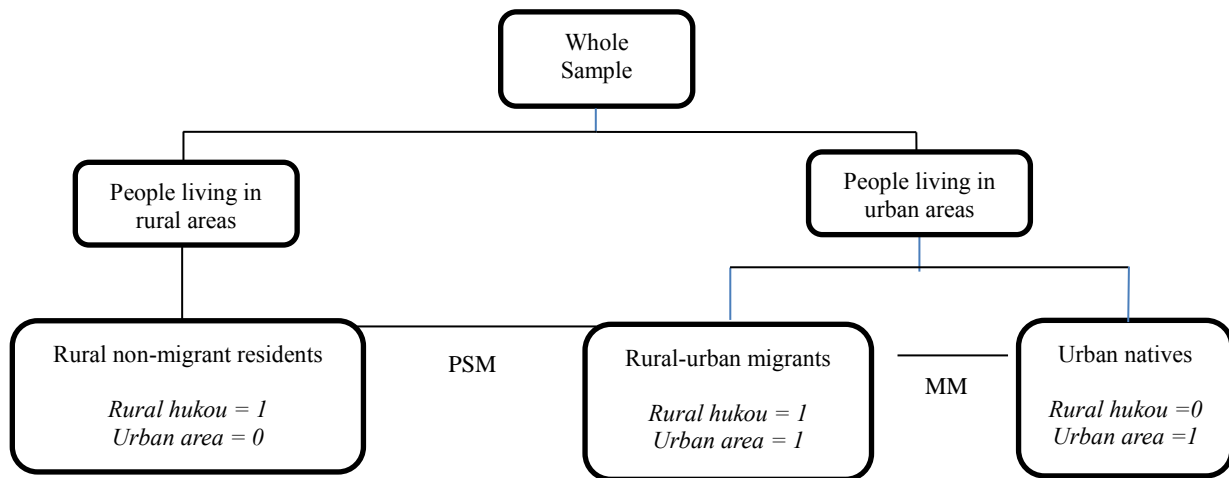 Whole
Sample
People living in
rural areas
People living in
urban areas
Rural non-migrant residents
Rural hukou = 1
Urban area = 0
PSM
Rural-urban migrants
Rural hukou = 1
Urban area = 1
MM
Urban natives
Rural hukou =0
Urban area =1